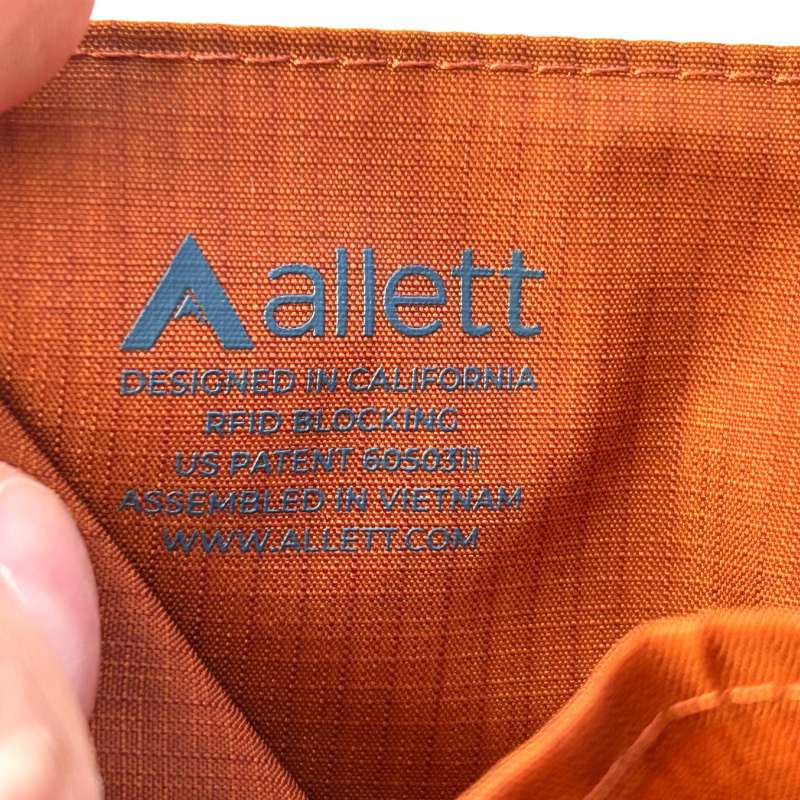 allett
DESIGNED IN CALIFORNIA
RFID BLOCKING
US PATENT 6050311
ASSEMBLED IN VIETNAM
WWW.ALLETT.COM